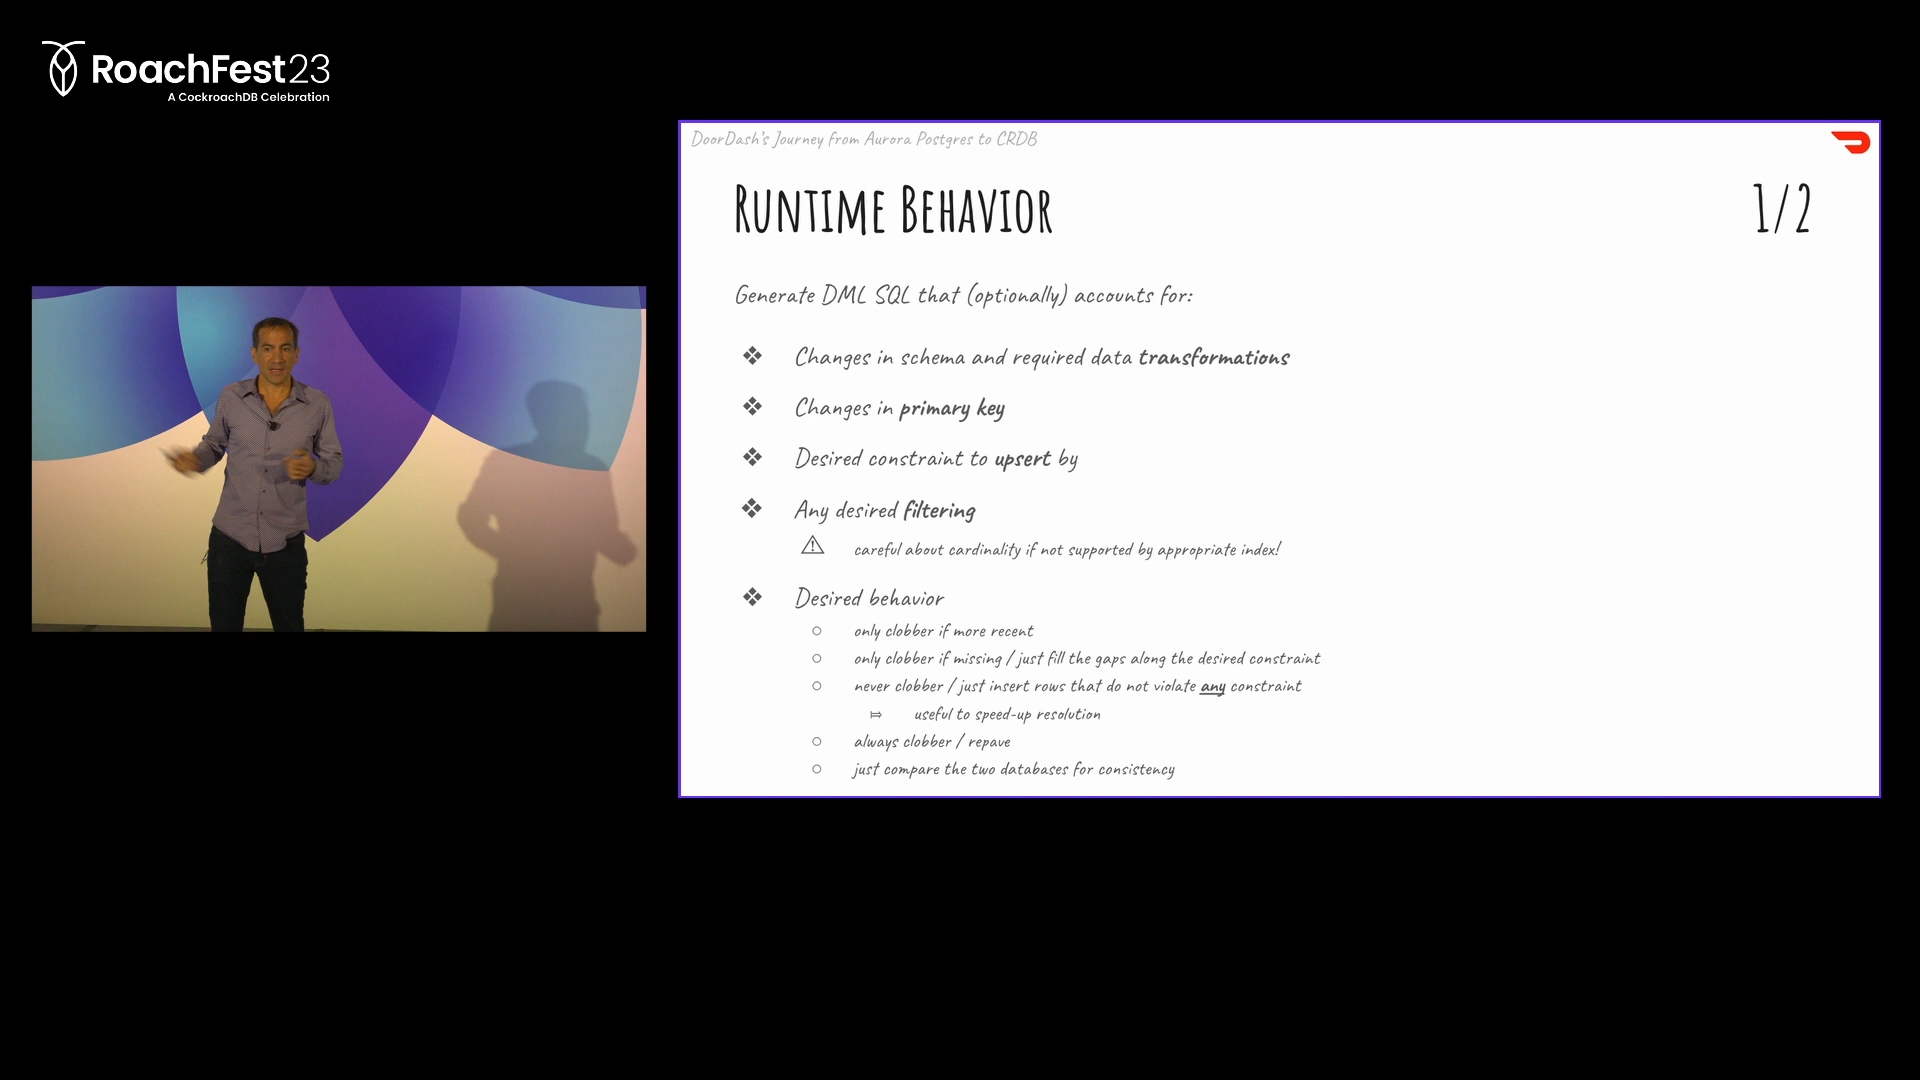 RoachFest23
A CockroachDB Celebration
DoorDash's Journey from Aurora Postgres to CRDB
Runtime Behavior
1/2
Generate DML SQL that (optionally) accounts for:
❖ Changes in schema and required data transformations
❖ Changes in primary key
❖ Desired constraint to upsert by
❖ Any desired filtering
⚠ careful about cardinality if not supported by appropriate index!
❖ Desired behavior
○ only clobber if more recent
○ only clobber if missing / just fill the gaps along the desired constraint
○ never clobber / just insert rows that do not violate any constraint
⤇ useful to speed-up resolution
○ always clobber / repave
○ just compare the two databases for consistency